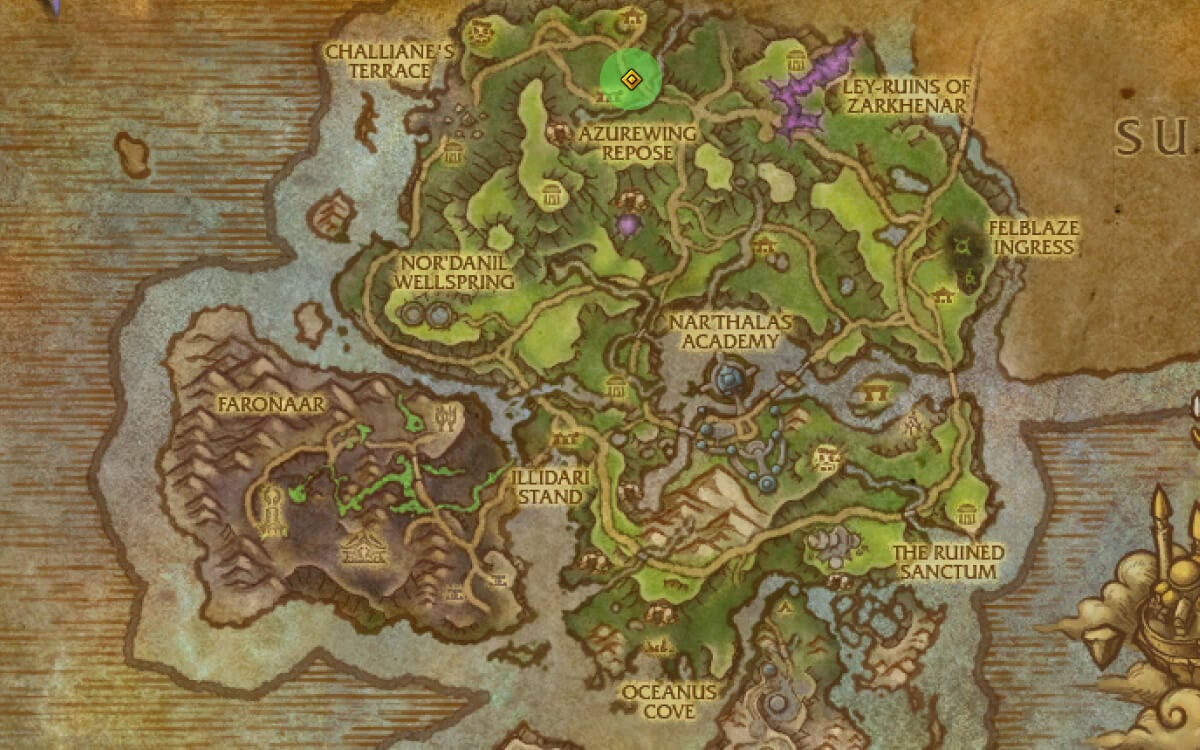 CHALLIANE'S
TERRACE
LEY-RUINS OF
ZARKHENAR
SU
AZUREWING
REPOSE
FELBLAZE
INGRESS
NOR'DANIL
WELLSPRING
NAR'THALAS
ACADEMY
FARONAAR
ILLIDARI
STAND
THE RUINED
SANCTUM
OCEANUS
COVE